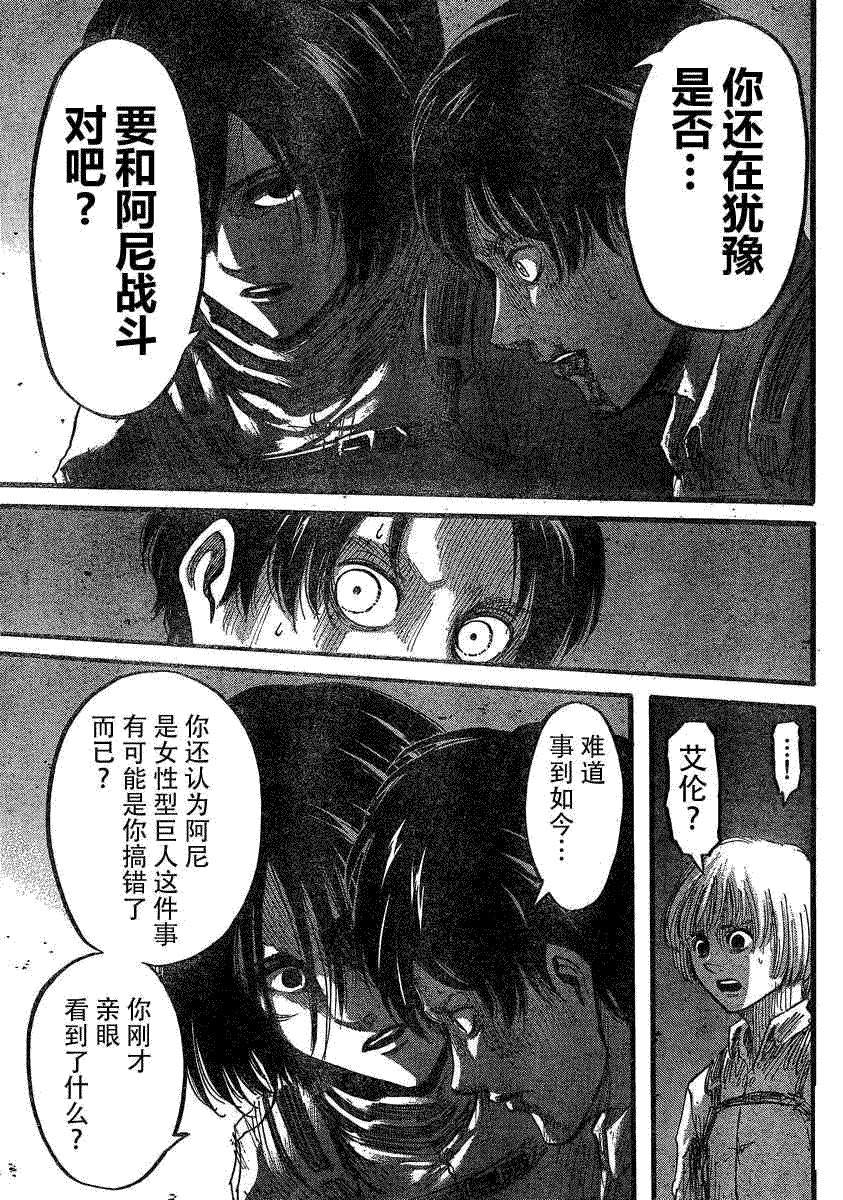 你还在犹豫
是否…
要和阿尼战斗
对吧？
…！
艾伦？
难道
事到如今…
你还认为阿尼
是女性型巨人这件事
有可能是你搞错了
而已？
你刚才
亲眼
看到了什么？